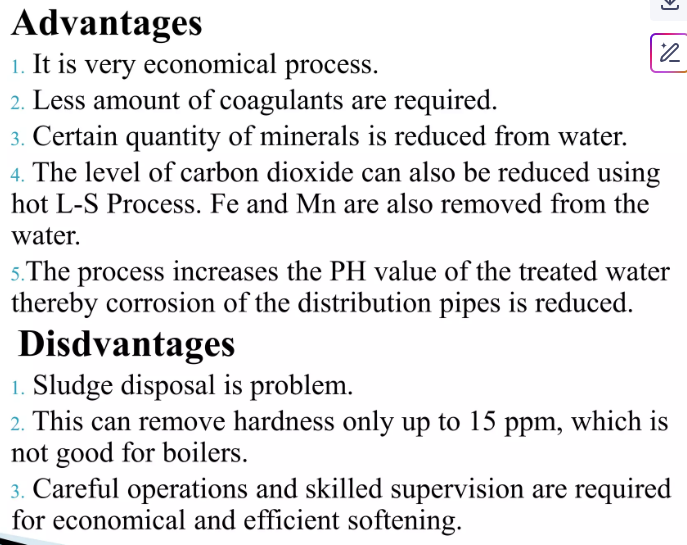 Advantages
1. It is very economical process.
2. Less amount of coagulants are required.
3. Certain quantity of minerals is reduced from water.
4. The level of carbon dioxide can also be reduced using
hot L-S Process. Fe and Mn are also removed from the
water.
5.The process increases the PH value of the treated water
thereby corrosion of the distribution pipes is reduced.
Disdvantages
1. Sludge disposal is problem.
2. This can remove hardness only up to 15 ppm, which is
not good for boilers.
3. Careful operations and skilled supervision are required
for economical and efficient softening.